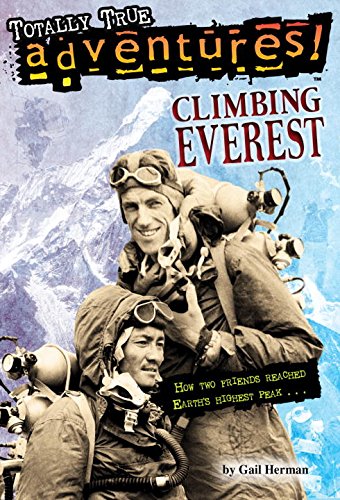 TOTALLY TRUE
adventures!
™
CLIMBING
EVEREST
HOW TWO FRIENDS REACHED
EARTH'S HIGHEST PEAK . . .
by Gail Herman